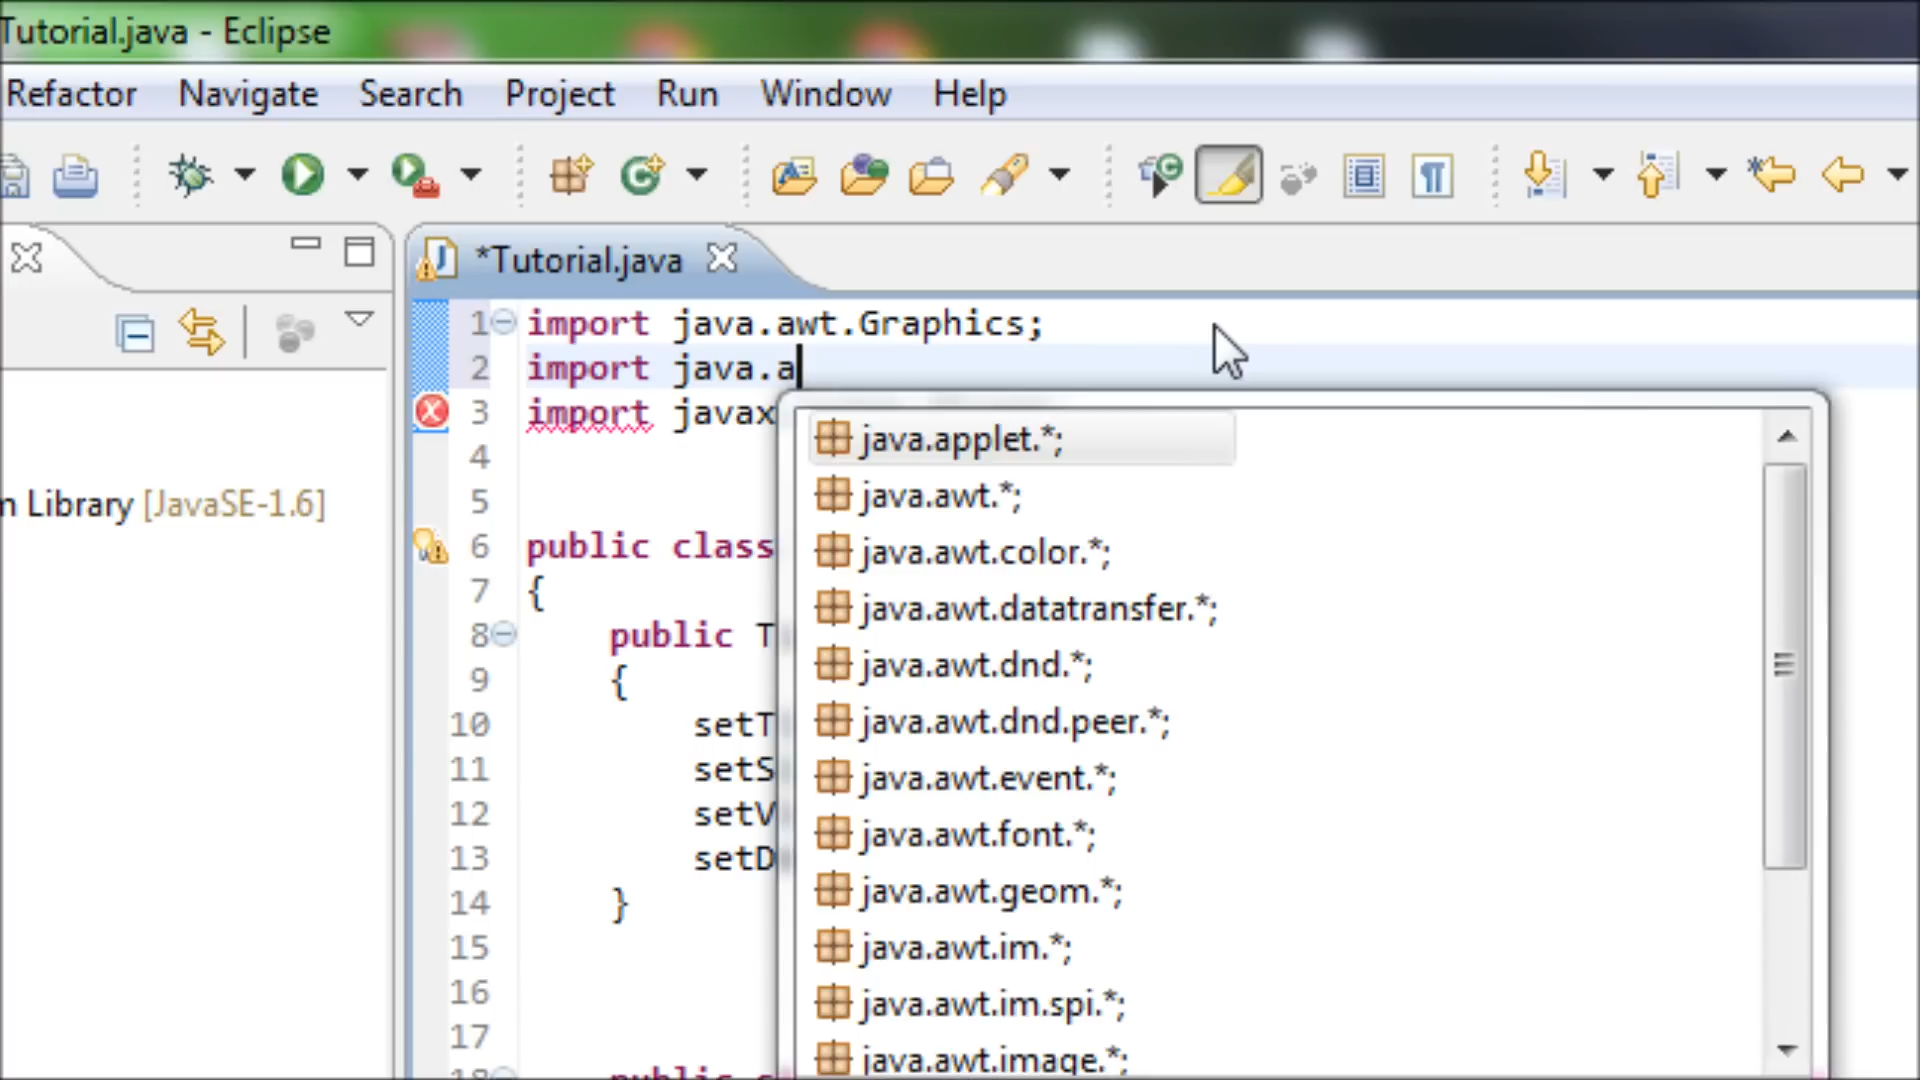 Tutorial.java - Eclipse
Refactor Navigate Search Project Run Window Help
*Tutorial.java
1 import java.awt.Graphics;
2 import java.a
3 import javax
4
5
6 public class
7 {
8 public T
9 {
10 setT
11 setS
12 setV
13 setD
14 }
15
16
17
18 public
java.applet.*;
java.awt.*;
java.awt.color.*;
java.awt.datatransfer.*;
java.awt.dnd.*;
java.awt.dnd.peer.*;
java.awt.event.*;
java.awt.font.*;
java.awt.geom.*;
java.awt.im.*;
java.awt.im.spi.*;
java.awt.image.*;
m Library [JavaSE-1.6]